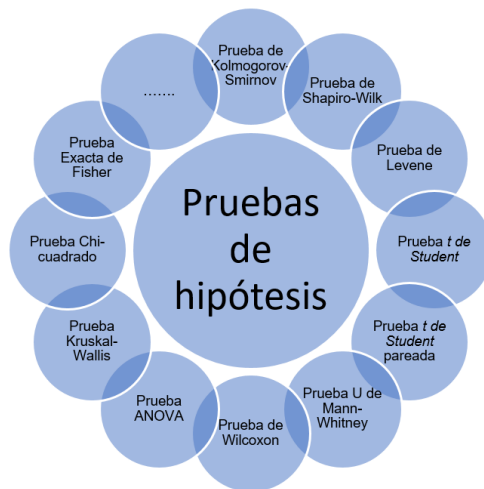 Prueba de
Kolmogorov-
Smirnov
Prueba de
Shapiro-Wilk
Prueba de
Levene
Prueba t de
Student
Prueba t de
Student
pareada
Prueba U de
Mann-
Whitney
Prueba de
Wilcoxon
Prueba
ANOVA
Prueba
Kruskal-
Wallis
Prueba Chi-
cuadrado
Prueba
Exacta de
Fisher
.......
Pruebas
de
hipótesis